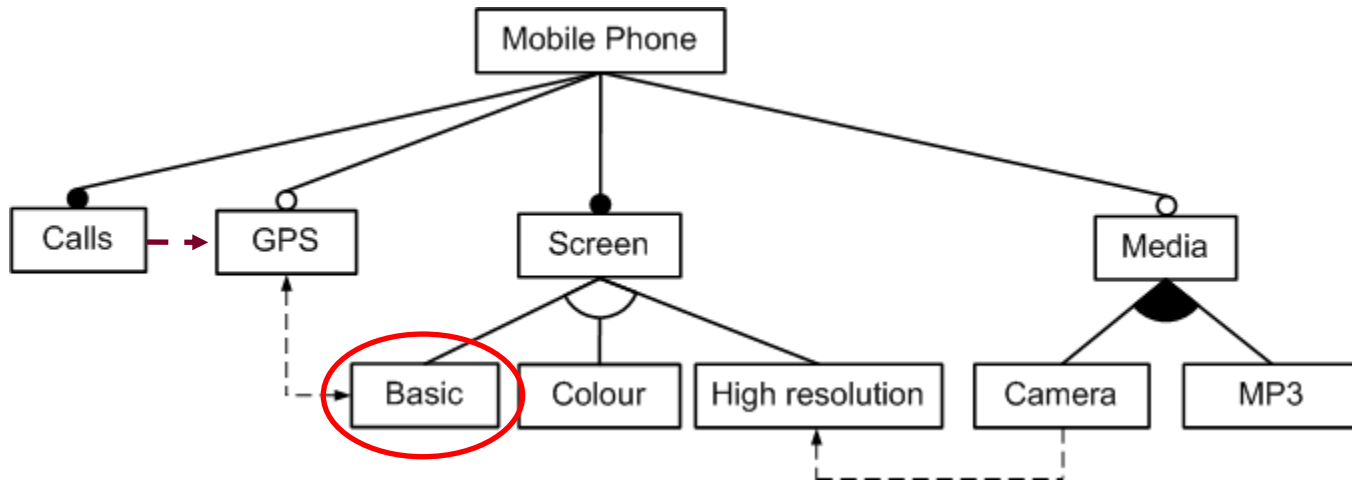 Mobile Phone
Calls
GPS
Screen
Media
Basic
Colour
High resolution
Camera
MP3